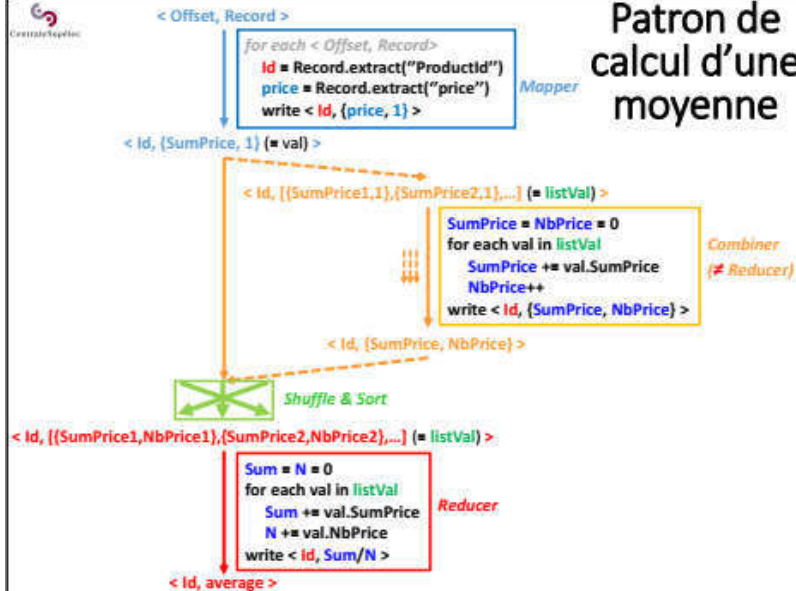 CentraleSupélec
Patron de
calcul d'une
moyenne
< Offset, Record >
for each < Offset, Record>
Id = Record.extract("ProductId")
price = Record.extract("price")
write < Id, {price, 1} >
Mapper
< Id, {SumPrice, 1} (= val) >
< Id, [{SumPrice1,1},{SumPrice2,1},...] (= listVal) >
SumPrice = NbPrice = 0
for each val in listVal
SumPrice += val.SumPrice
NbPrice++
write < Id, {SumPrice, NbPrice} >
Combiner
(≠ Reducer)
< Id, {SumPrice, NbPrice} >
Shuffle & Sort
< Id, [{SumPrice1,NbPrice1},{SumPrice2,NbPrice2},...] (= listVal) >
Sum = N = 0
for each val in listVal
Sum += val.SumPrice
N += val.NbPrice
write < Id, Sum/N >
Reducer
< Id, average >